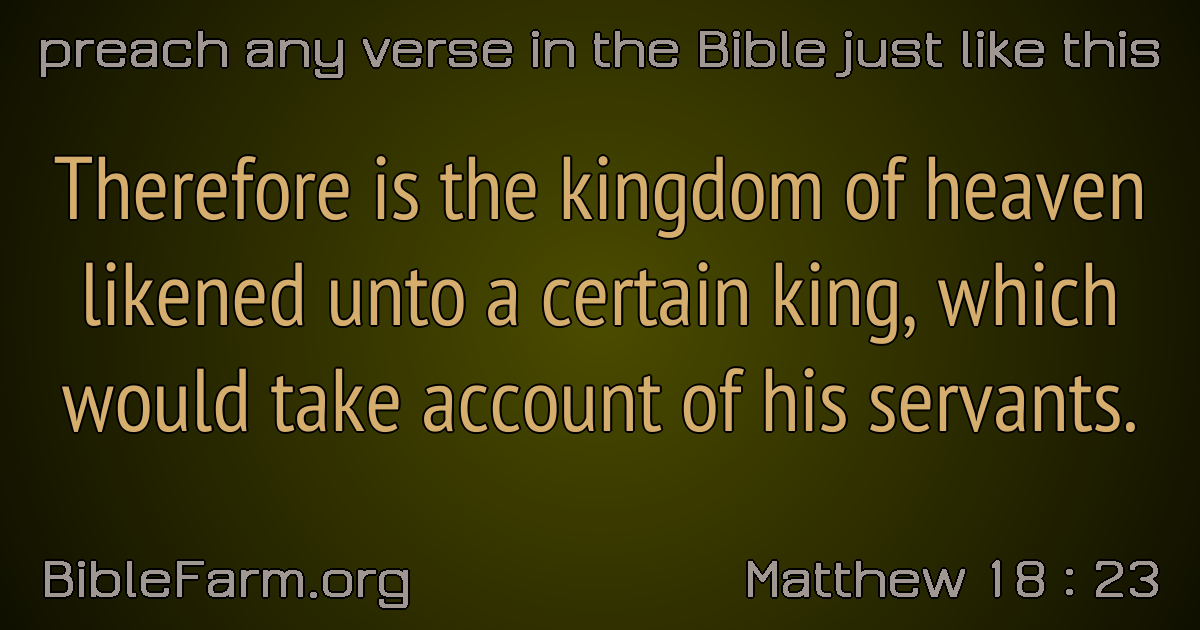 preach any verse in the Bible just like this
Therefore is the kingdom of heaven
likened unto a certain king, which
would take account of his servants.
BibleFarm.org
Matthew 18 : 23